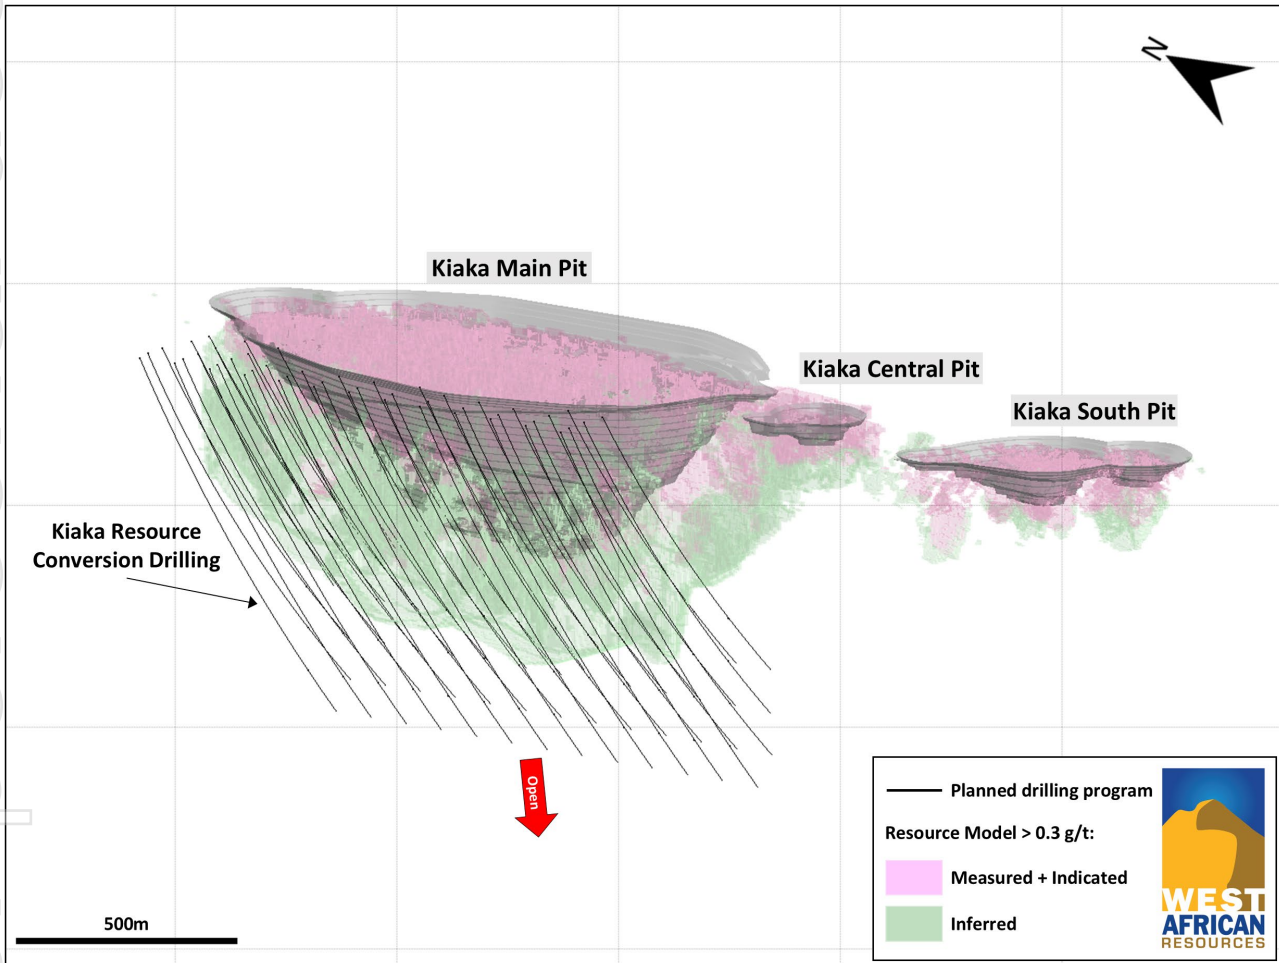 N
Kiaka Main Pit
Kiaka Central Pit
Kiaka South Pit
Kiaka Resource
Conversion Drilling
Open
500m
Planned drilling program
Resource Model > 0.3 g/t:
Measured + Indicated
Inferred
WEST
AFRICAN
RESOURCES